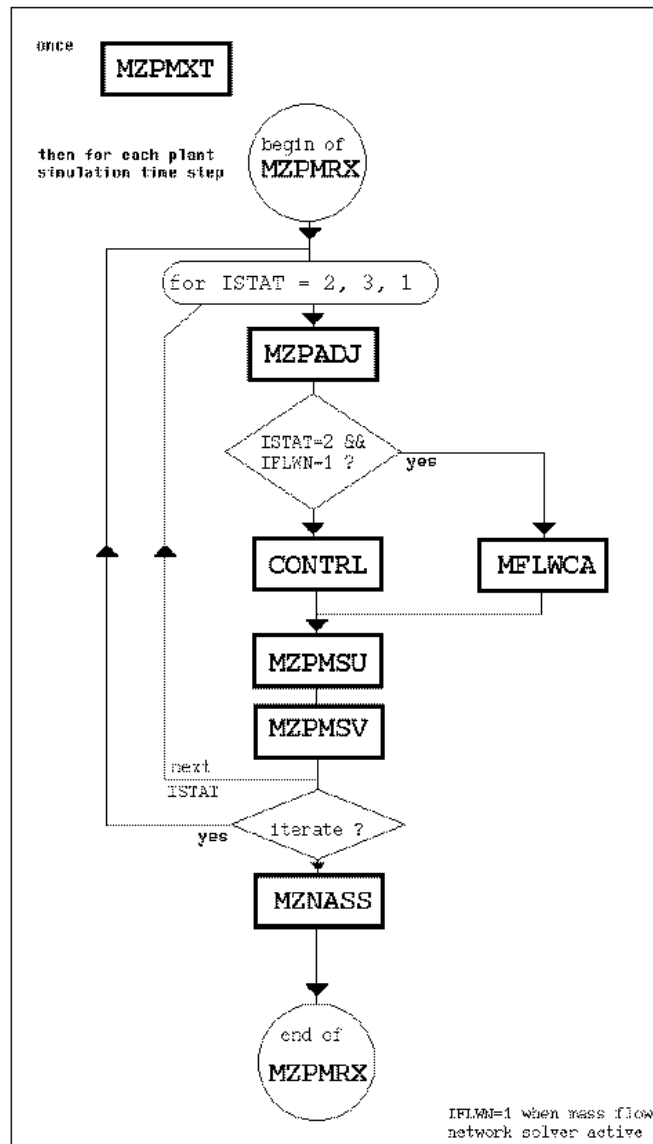 once
MZPMXT
then for each plant
simulation time step
begin of
MZPMRX
for ISTAT = 2, 3, 1
MZPADJ
ISTAT=2 &&
IFLWN=1 ?
yes
CONTRL
MFLWCA
MZPMSU
MZPMSV
next
ISTAT
iterate ?
yes
MZNASS
end of
MZPMRX
IFLWN=1 when mass flow
network solver active